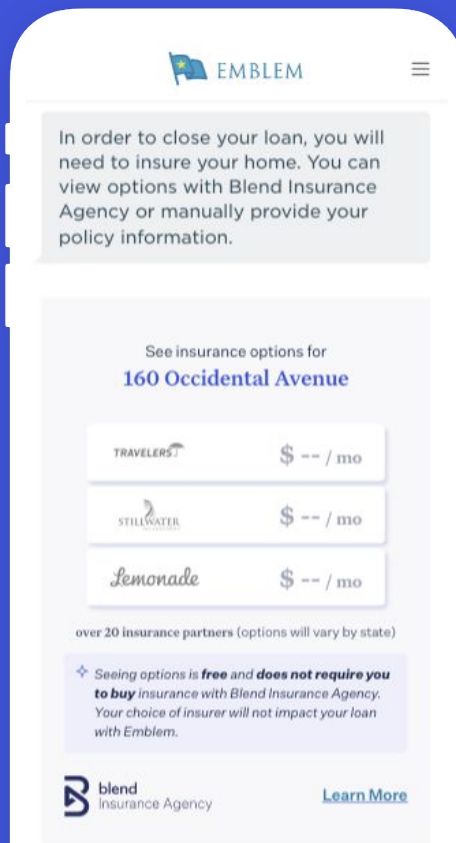 EMBLEM
In order to close your loan, you will
need to insure your home. You can
view options with Blend Insurance
Agency or manually provide your
policy information.
See insurance options for
160 Occidental Avenue
TRAVELERS
$ -- / mo
STILLWATER
$ -- / mo
Lemonade
$ -- / mo
over 20 insurance partners (options will vary by state)
Seeing options is free and does not require you
to buy insurance with Blend Insurance Agency.
Your choice of insurer will not impact your loan
with Emblem.
blend
Insurance Agency
Learn More